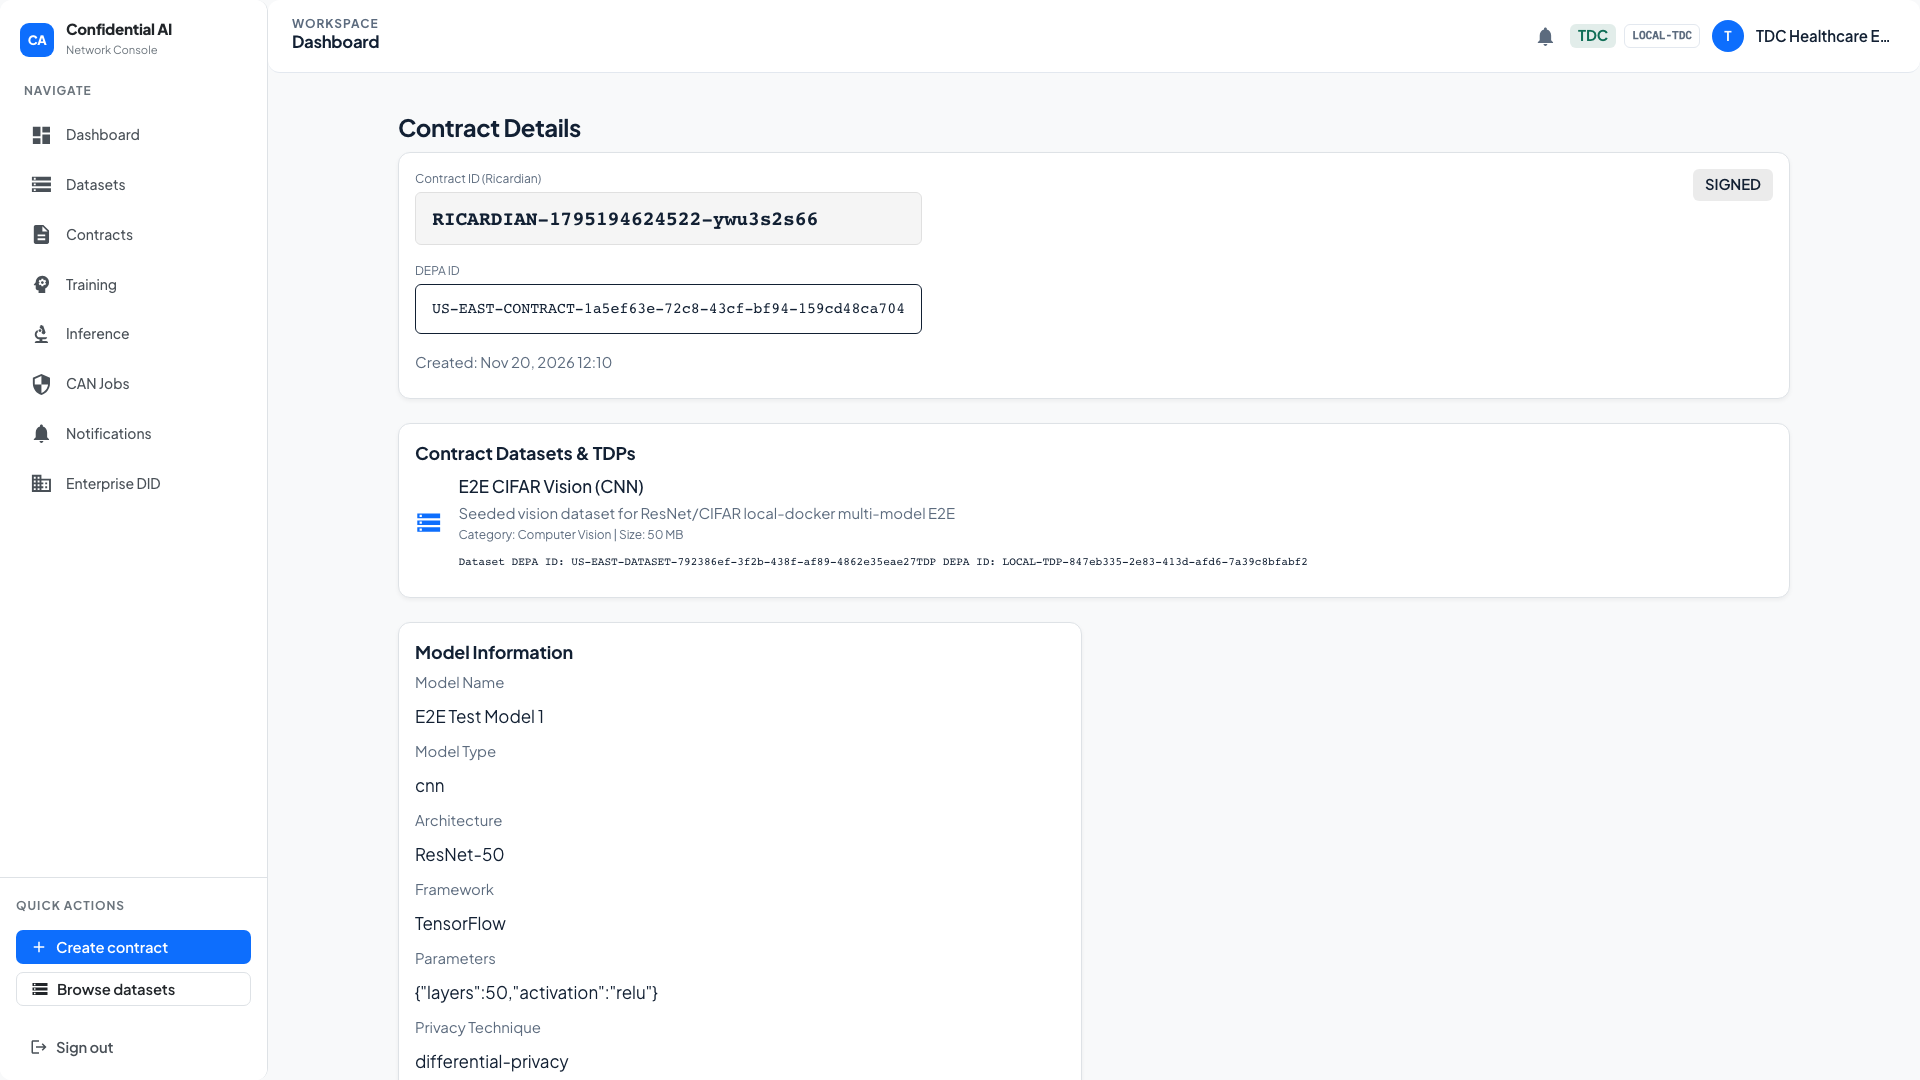 CA
Confidential AI
Network Console
NAVIGATE
Dashboard
Datasets
Contracts
Training
Inference
CAN Jobs
Notifications
Enterprise DID
QUICK ACTIONS
+ Create contract
Browse datasets
Sign out
WORKSPACE
Dashboard
TDC
LOCAL-TDC
T
TDC Healthcare E...
Contract Details
Contract ID (Ricardian)
SIGNED
RICARDIAN-1795194624522-ywu3s2s66
DEPA ID
US-EAST-CONTRACT-1a5ef63e-72c8-43cf-bf94-159cd48ca704
Created: Nov 20, 2026 12:10
Contract Datasets & TDPs
E2E CIFAR Vision (CNN)
Seeded vision dataset for ResNet/CIFAR local-docker multi-model E2E
Category: Computer Vision | Size: 50 MB
Dataset DEPA ID: US-EAST-DATASET-792386ef-3f2b-438f-af89-4862e35eae27TDP DEPA ID: LOCAL-TDP-847eb335-2e83-413d-afd6-7a39c8bfabf2
Model Information
Model Name
E2E Test Model 1
Model Type
cnn
Architecture
ResNet-50
Framework
TensorFlow
Parameters
{"layers":50,"activation":"relu"}
Privacy Technique
differential-privacy